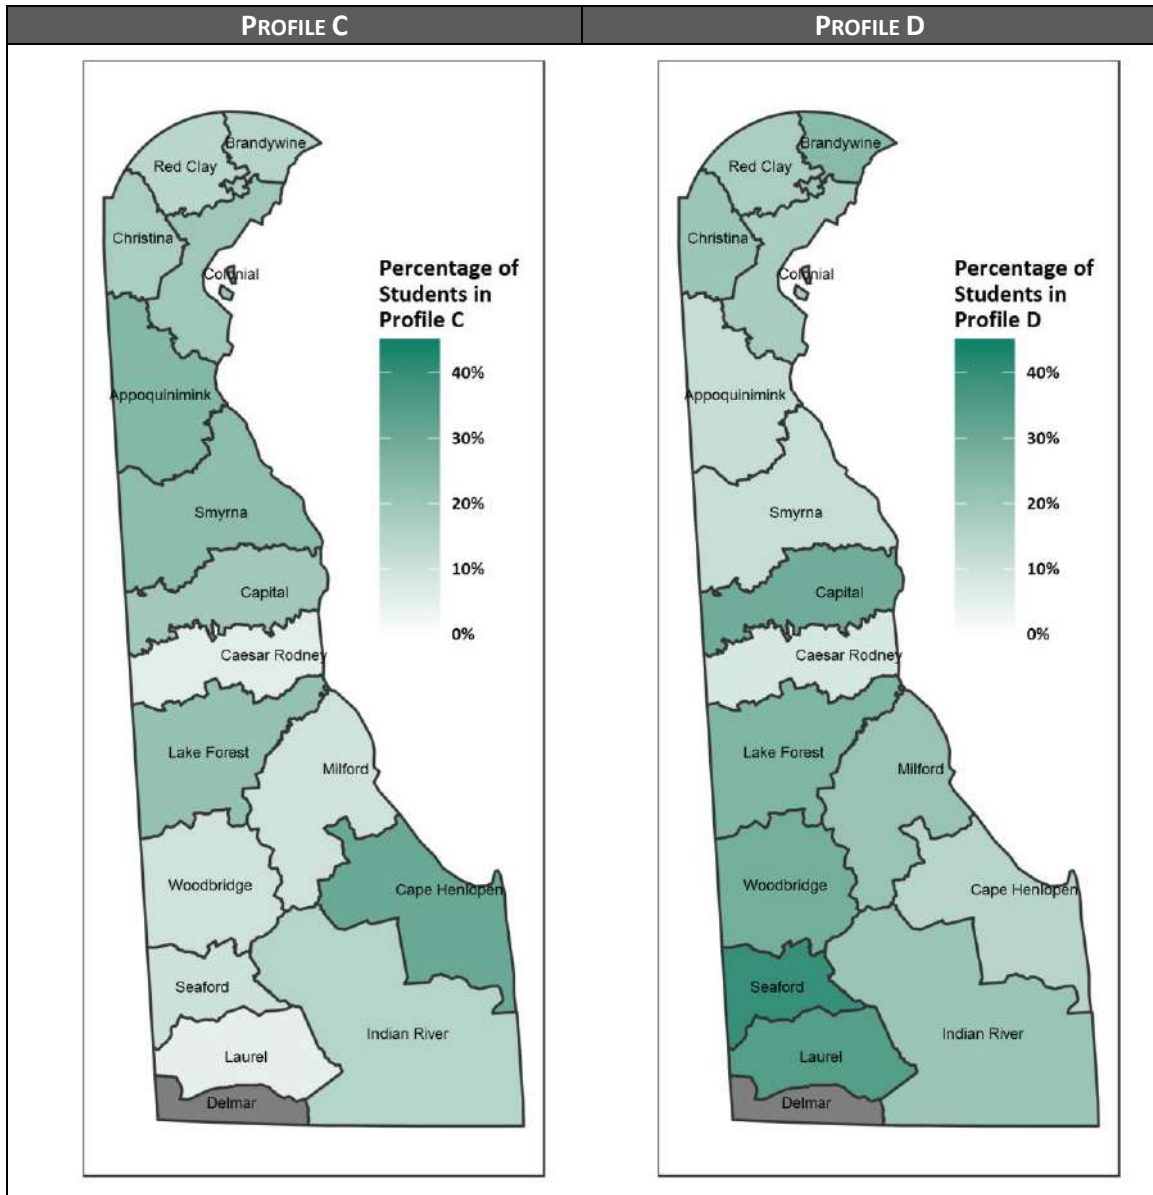 PROFILE C
PROFILE D
Brandywine
Red Clay
Christina
Colonial
Percentage of
Students in
Profile C
40%
30%
20%
10%
0%
Appoquinimink
Smyrna
Capital
Caesar Rodney
Lake Forest
Milford
Woodbridge
Cape Henlopen
Seaford
Indian River
Laurel
Delmar
Brandywine
Red Clay
Christina
Colonial
Percentage of
Students in
Profile D
40%
30%
20%
10%
0%
Appoquinimink
Smyrna
Capital
Caesar Rodney
Lake Forest
Milford
Woodbridge
Cape Henlopen
Seaford
Indian River
Laurel
Delmar